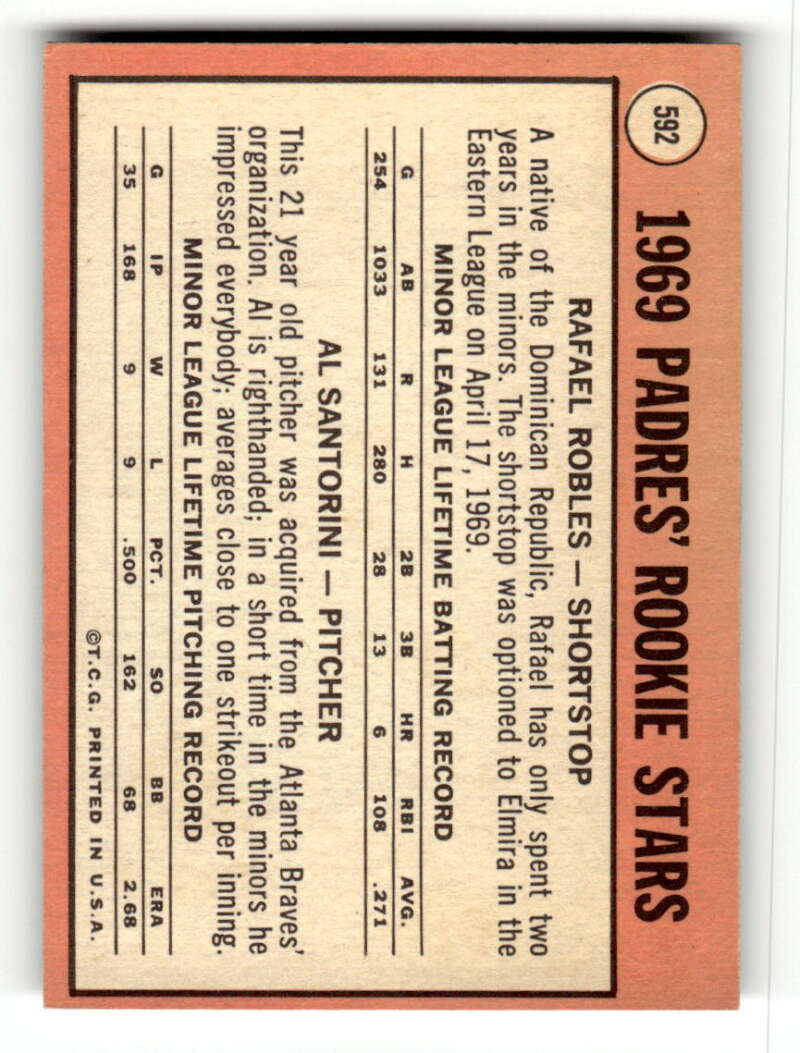 592
1969 PADRES' ROOKIE STARS
RAFAEL ROBLES — SHORTSTOP
A native of the Dominican Republic, Rafael has only spent two
years in the minors. The shortstop was optioned to Elmira in the
Eastern League on April 17, 1969.
MINOR LEAGUE LIFETIME BATTING RECORD
G AB R H 2B 3B HR RBI AVG.
254 1033 131 280 28 13 6 108 .271
AL SANTORINI — PITCHER
This 21 year old pitcher was acquired from the Atlanta Braves'
organization. Al is righthanded; in a short time in the minors he
impressed everybody; averages close to one strikeout per inning.
MINOR LEAGUE LIFETIME PITCHING RECORD
G IP W L PCT. SO BB ERA
35 168 9 9 .500 162 68 2.68
©T.C.G. PRINTED IN U.S.A.